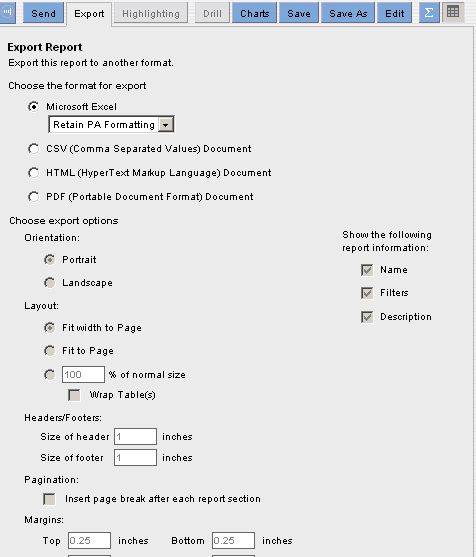 Send Export Highlighting Drill Charts Save Save As Edit Σ
Export Report
Export this report to another format.
Choose the format for export
Microsoft Excel
Retain PA Formatting
CSV (Comma Separated Values) Document
HTML (HyperText Markup Language) Document
PDF (Portable Document Format) Document
Choose export options
Orientation:
Portrait
Landscape
Layout:
Fit width to Page
Fit to Page
100 % of normal size
Wrap Table(s)
Headers/Footers:
Size of header 1 inches
Size of footer 1 inches
Pagination:
Insert page break after each report section
Margins:
Top 0.25 inches Bottom 0.25 inches
Show the following
report information:
Name
Filters
Description